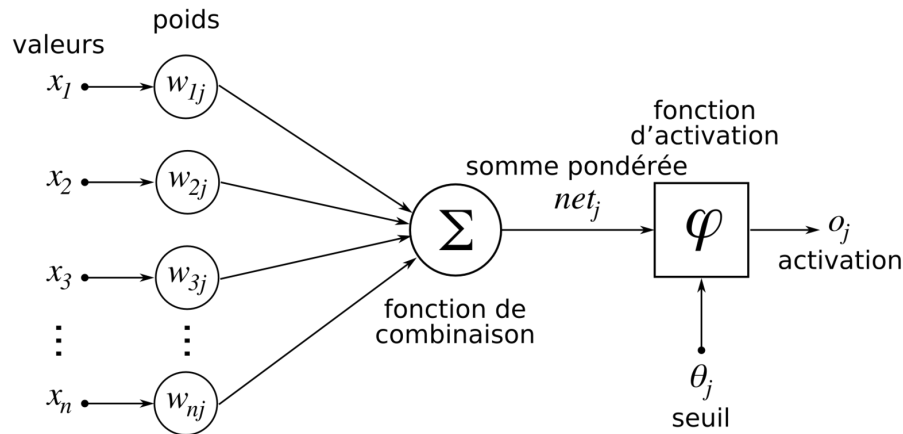 poids
valeurs
x₁
w₁ⱼ
x₂
w₂ⱼ
x₃
w₃ⱼ
⋮ ⋮
xₙ
wₙⱼ
Σ
fonction de
combinaison
somme pondérée
netⱼ
fonction
d’activation
φ
oⱼ
activation
θⱼ
seuil